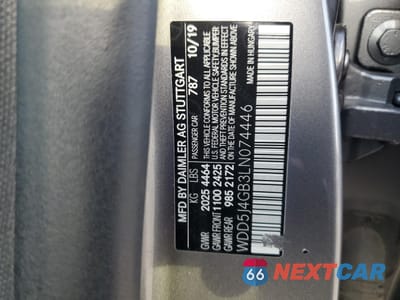 MFD BY DAIMLER AG STUTTGART
KG LBS PASSENGER CAR 787 10/19
GVWR 2025 4464 THIS VEHICLE CONFORMS TO ALL APPLICABLE
GAWR FRONT 1100 2425 FEDERAL MOTOR VEHICLE SAFETY, BUMPER
GAWR REAR 985 2172 AND THEFT PREVENTION STANDARDS IN EFFECT
ON THE DATE OF MANUFACTURE SHOWN ABOVE.
WDD5J4GB3LN074446 MADE IN HUNGARY
66 NEXTCAR